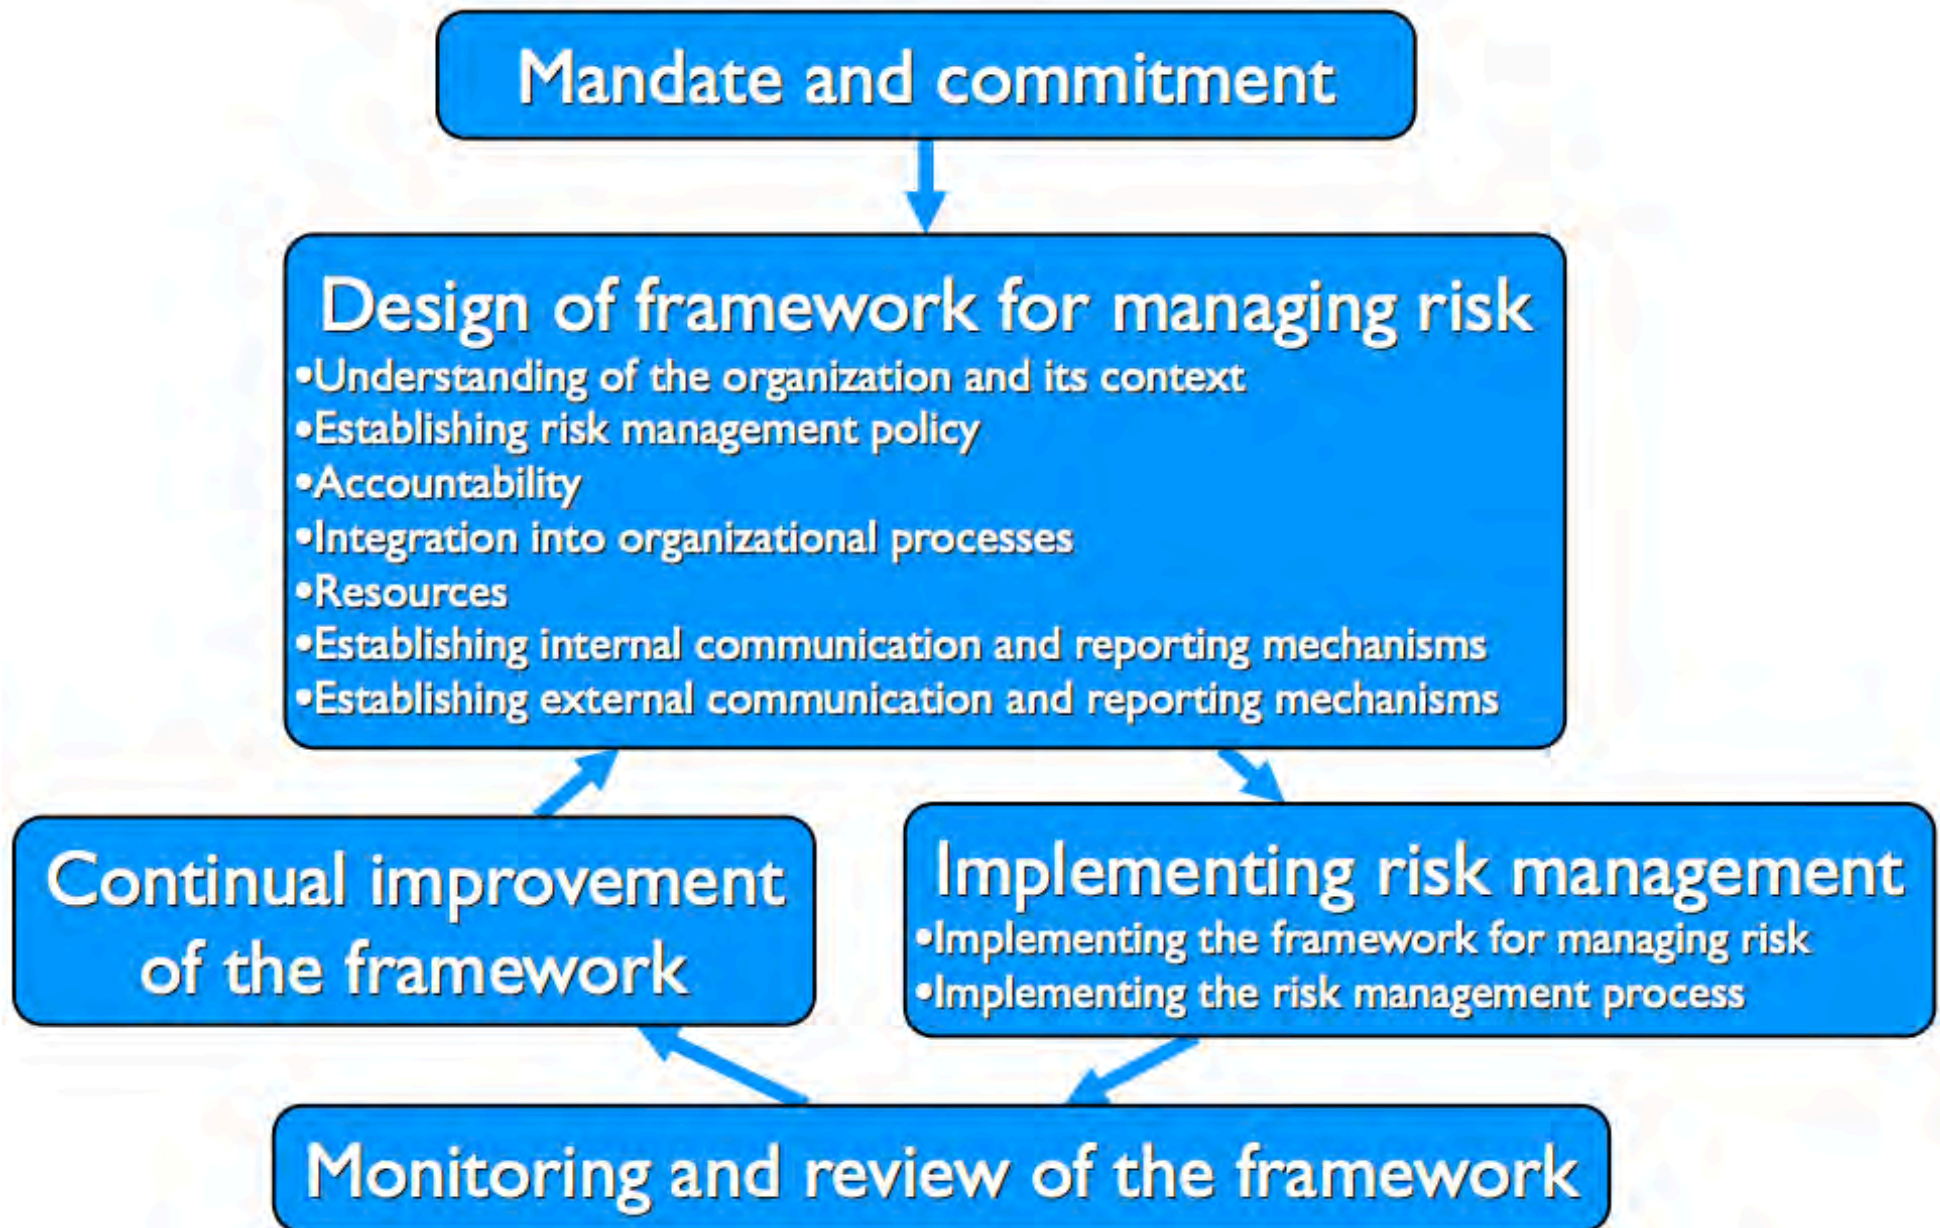 Mandate and commitment
Design of framework for managing risk
•Understanding of the organization and its context
•Establishing risk management policy
•Accountability
•Integration into organizational processes
•Resources
•Establishing internal communication and reporting mechanisms
•Establishing external communication and reporting mechanisms
Continual improvement
of the framework
Implementing risk management
•Implementing the framework for managing risk
•Implementing the risk management process
Monitoring and review of the framework